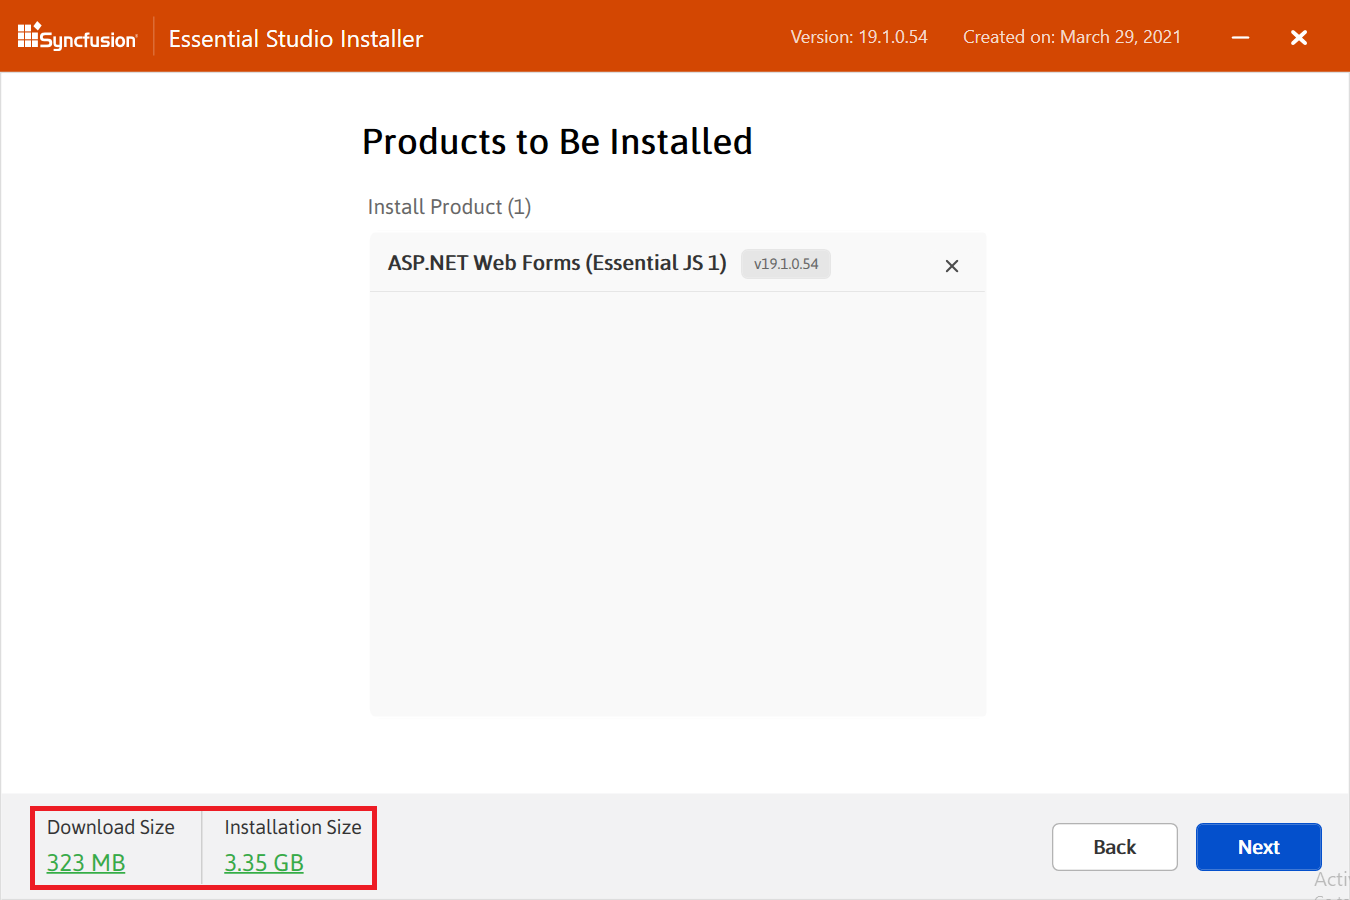 Syncfusion
Essential Studio Installer
Version: 19.1.0.54
Created on: March 29, 2021
Products to Be Installed
Install Product (1)
ASP.NET Web Forms (Essential JS 1)
v19.1.0.54
Download Size
Installation Size
323 MB
3.35 GB
Back
Next